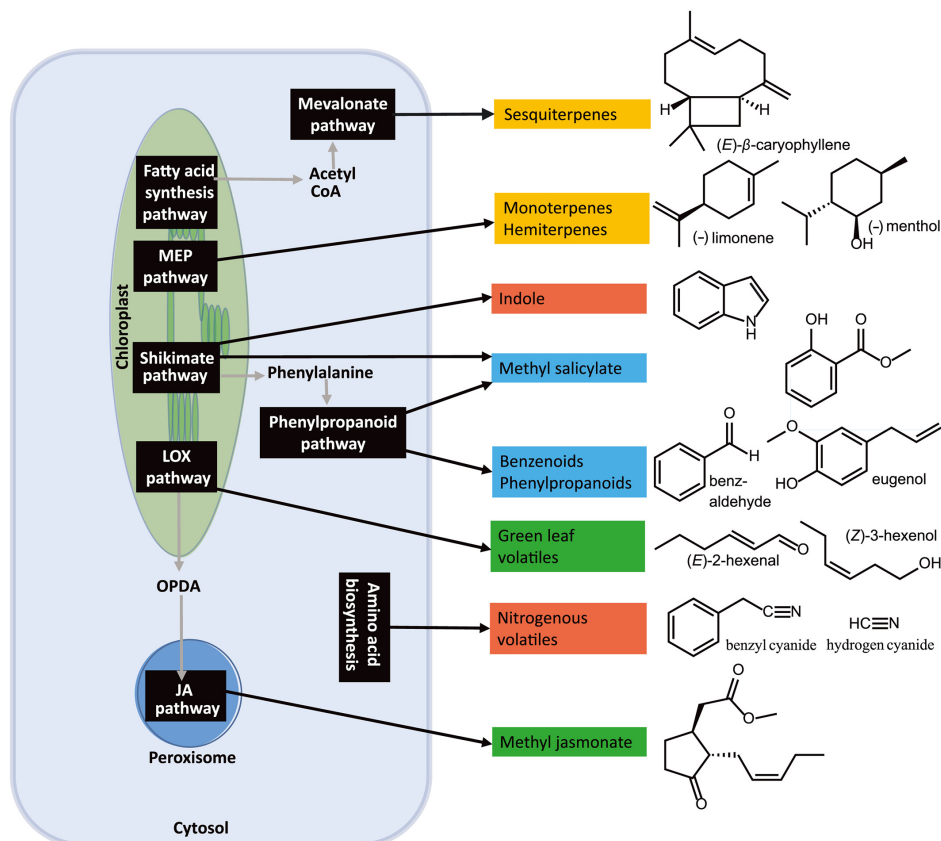 Mevalonate
pathway
Sesquiterpenes
H
H
(E)-β-caryophyllene
Fatty acid
synthesis
pathway
Acetyl
CoA
Monoterpenes
Hemiterpenes
(-) limonene
OH
(-) menthol
MEP
pathway
Chloroplast
Indole
N
H
Shikimate
pathway
Phenylalanine
Methyl salicylate
OH
O
O
Phenylpropanoid
pathway
LOX
pathway
Benzenoids
Phenylpropanoids
O
H
benz-
aldehyde
O
HO
eugenol
Green leaf
volatiles
O
(E)-2-hexenal
(Z)-3-hexenol
OH
OPDA
Amino acid
biosynthesis
Nitrogenous
volatiles
C≡N
benzyl cyanide
HC≡N
hydrogen cyanide
JA
pathway
Peroxisome
Methyl jasmonate
O
O
O
Cytosol